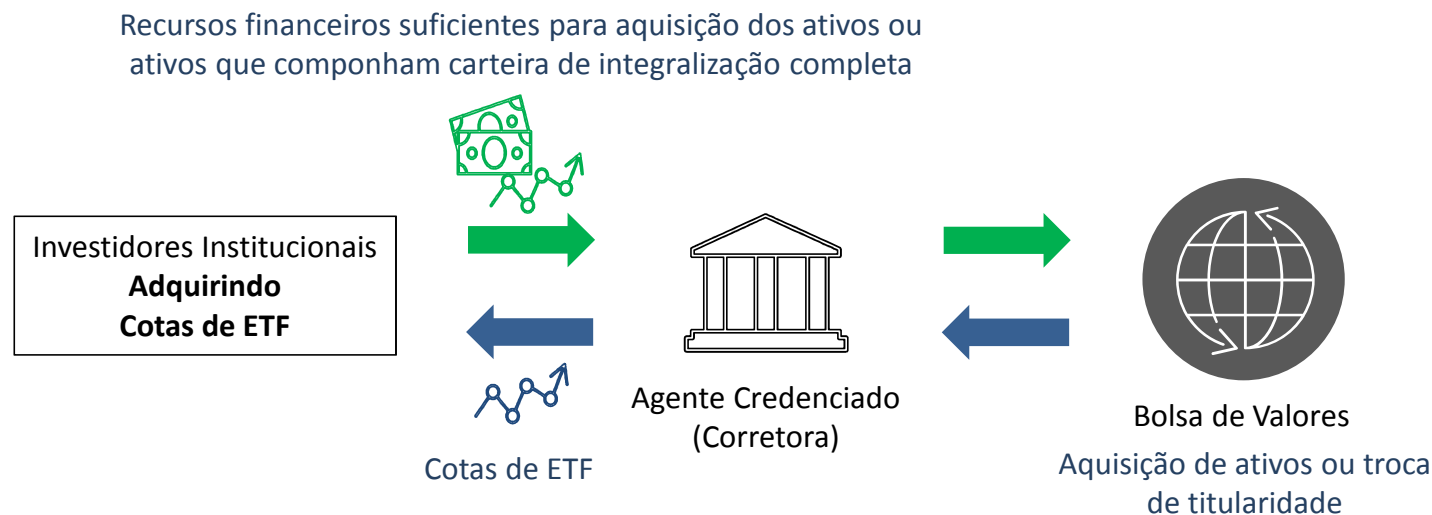 Recursos financeiros suficientes para aquisição dos ativos ou
ativos que componham carteira de integralização completa
Investidores Institucionais
Adquirindo
Cotas de ETF
Agente Credenciado
(Corretora)
Cotas de ETF
Bolsa de Valores
Aquisição de ativos ou troca
de titularidade